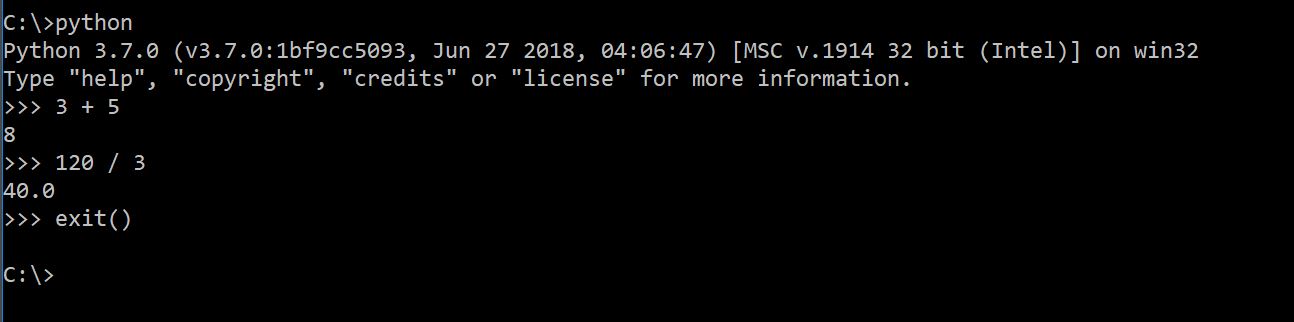 C:\>python
Python 3.7.0 (v3.7.0:1bf9cc5093, Jun 27 2018, 04:06:47) [MSC v.1914 32 bit (Intel)] on win32
Type "help", "copyright", "credits" or "license" for more information.
>>> 3 + 5
8
>>> 120 / 3
40.0
>>> exit()
C:\>